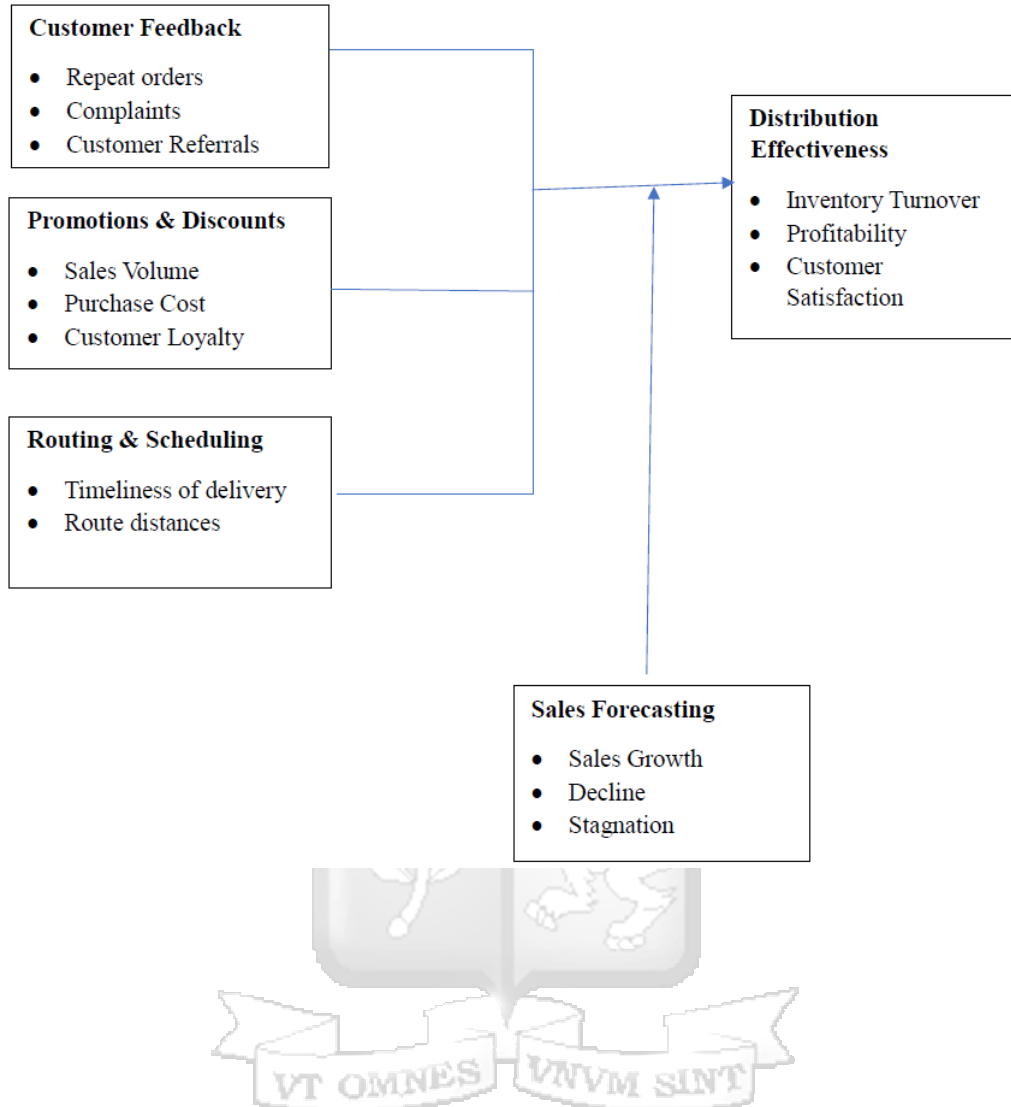 Customer Feedback
• Repeat orders
• Complaints
• Customer Referrals
Promotions & Discounts
• Sales Volume
• Purchase Cost
• Customer Loyalty
Routing & Scheduling
• Timeliness of delivery
• Route distances
Distribution
Effectiveness
• Inventory Turnover
• Profitability
• Customer
Satisfaction
Sales Forecasting
• Sales Growth
• Decline
• Stagnation
VT OMNES VNVM SINT